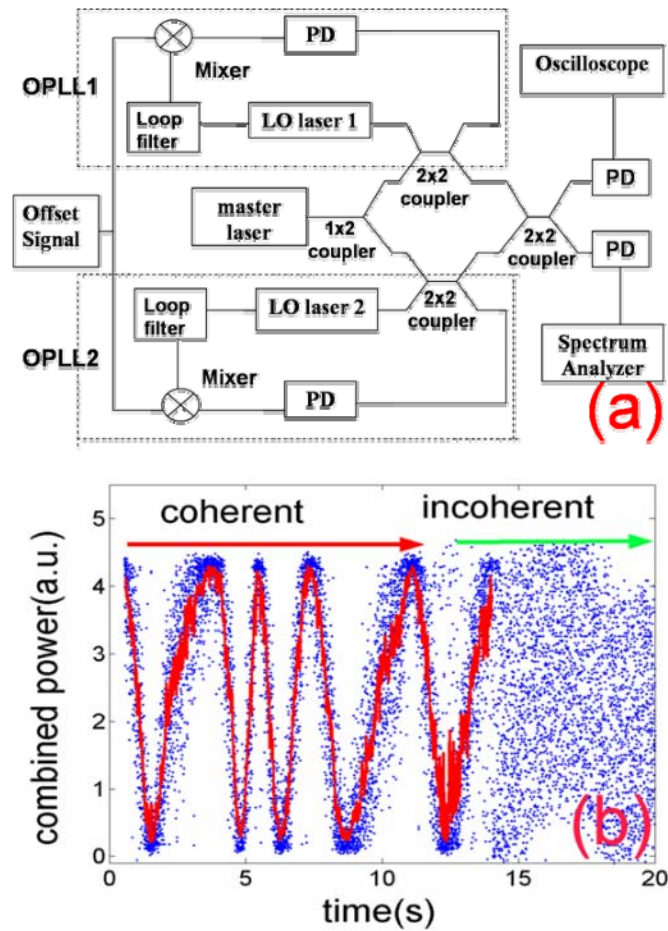 OPLL1
Mixer
PD
Loop
filter
LO laser 1
Oscilloscope
PD
Offset
Signal
master
laser
1x2
coupler
2x2
coupler
2x2
coupler
PD
OPLL2
Loop
filter
LO laser 2
2x2
coupler
Mixer
PD
Spectrum
Analyzer
(a)
coherent
incoherent
combined power(a.u.)
5
4
3
2
1
0
(b)
0
5
10
15
20
time(s)